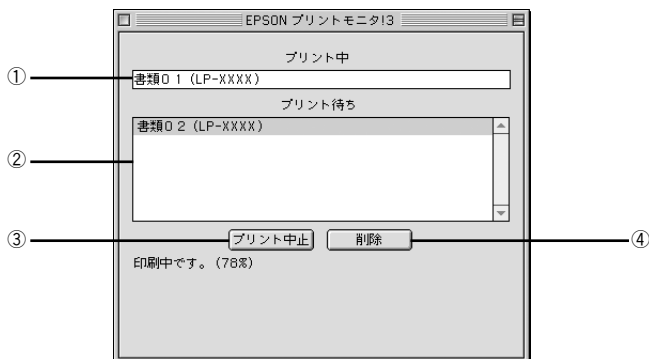 EPSON プリントモニタ!3
プリント中
① 書類０１(LP-XXXX)
プリント待ち
書類０２(LP-XXXX)
②
③ プリント中止 削除 ④
印刷中です。(78%)